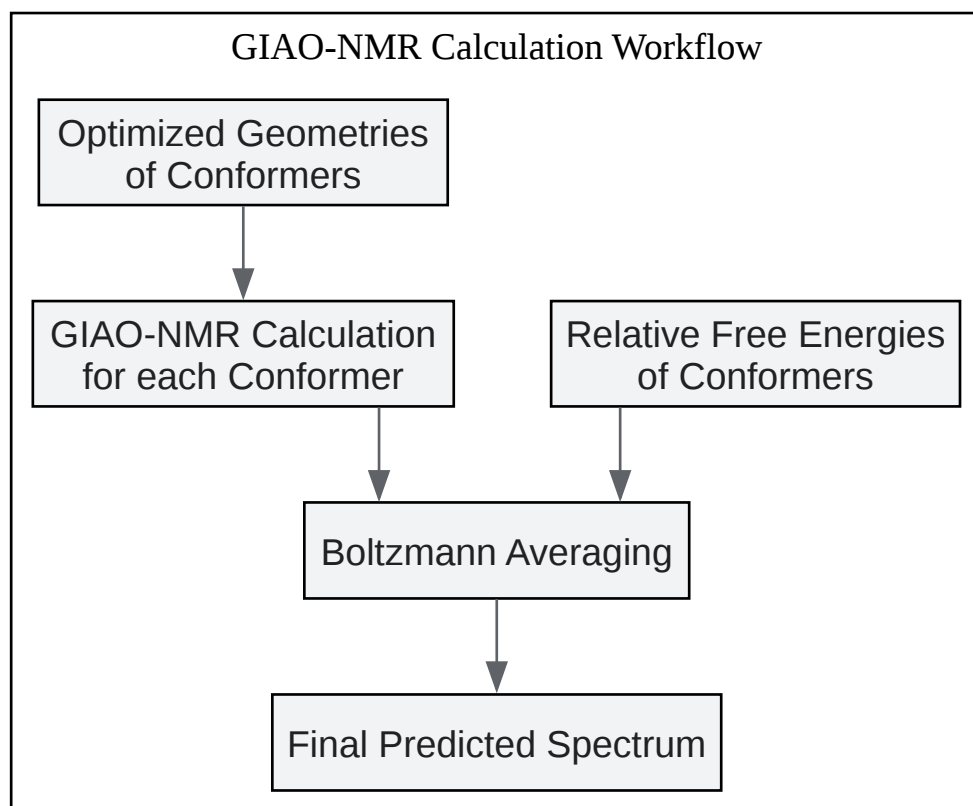 GIAO-NMR Calculation Workflow
Optimized Geometries
of Conformers
GIAO-NMR Calculation
for each Conformer
Relative Free Energies
of Conformers
Boltzmann Averaging
Final Predicted Spectrum